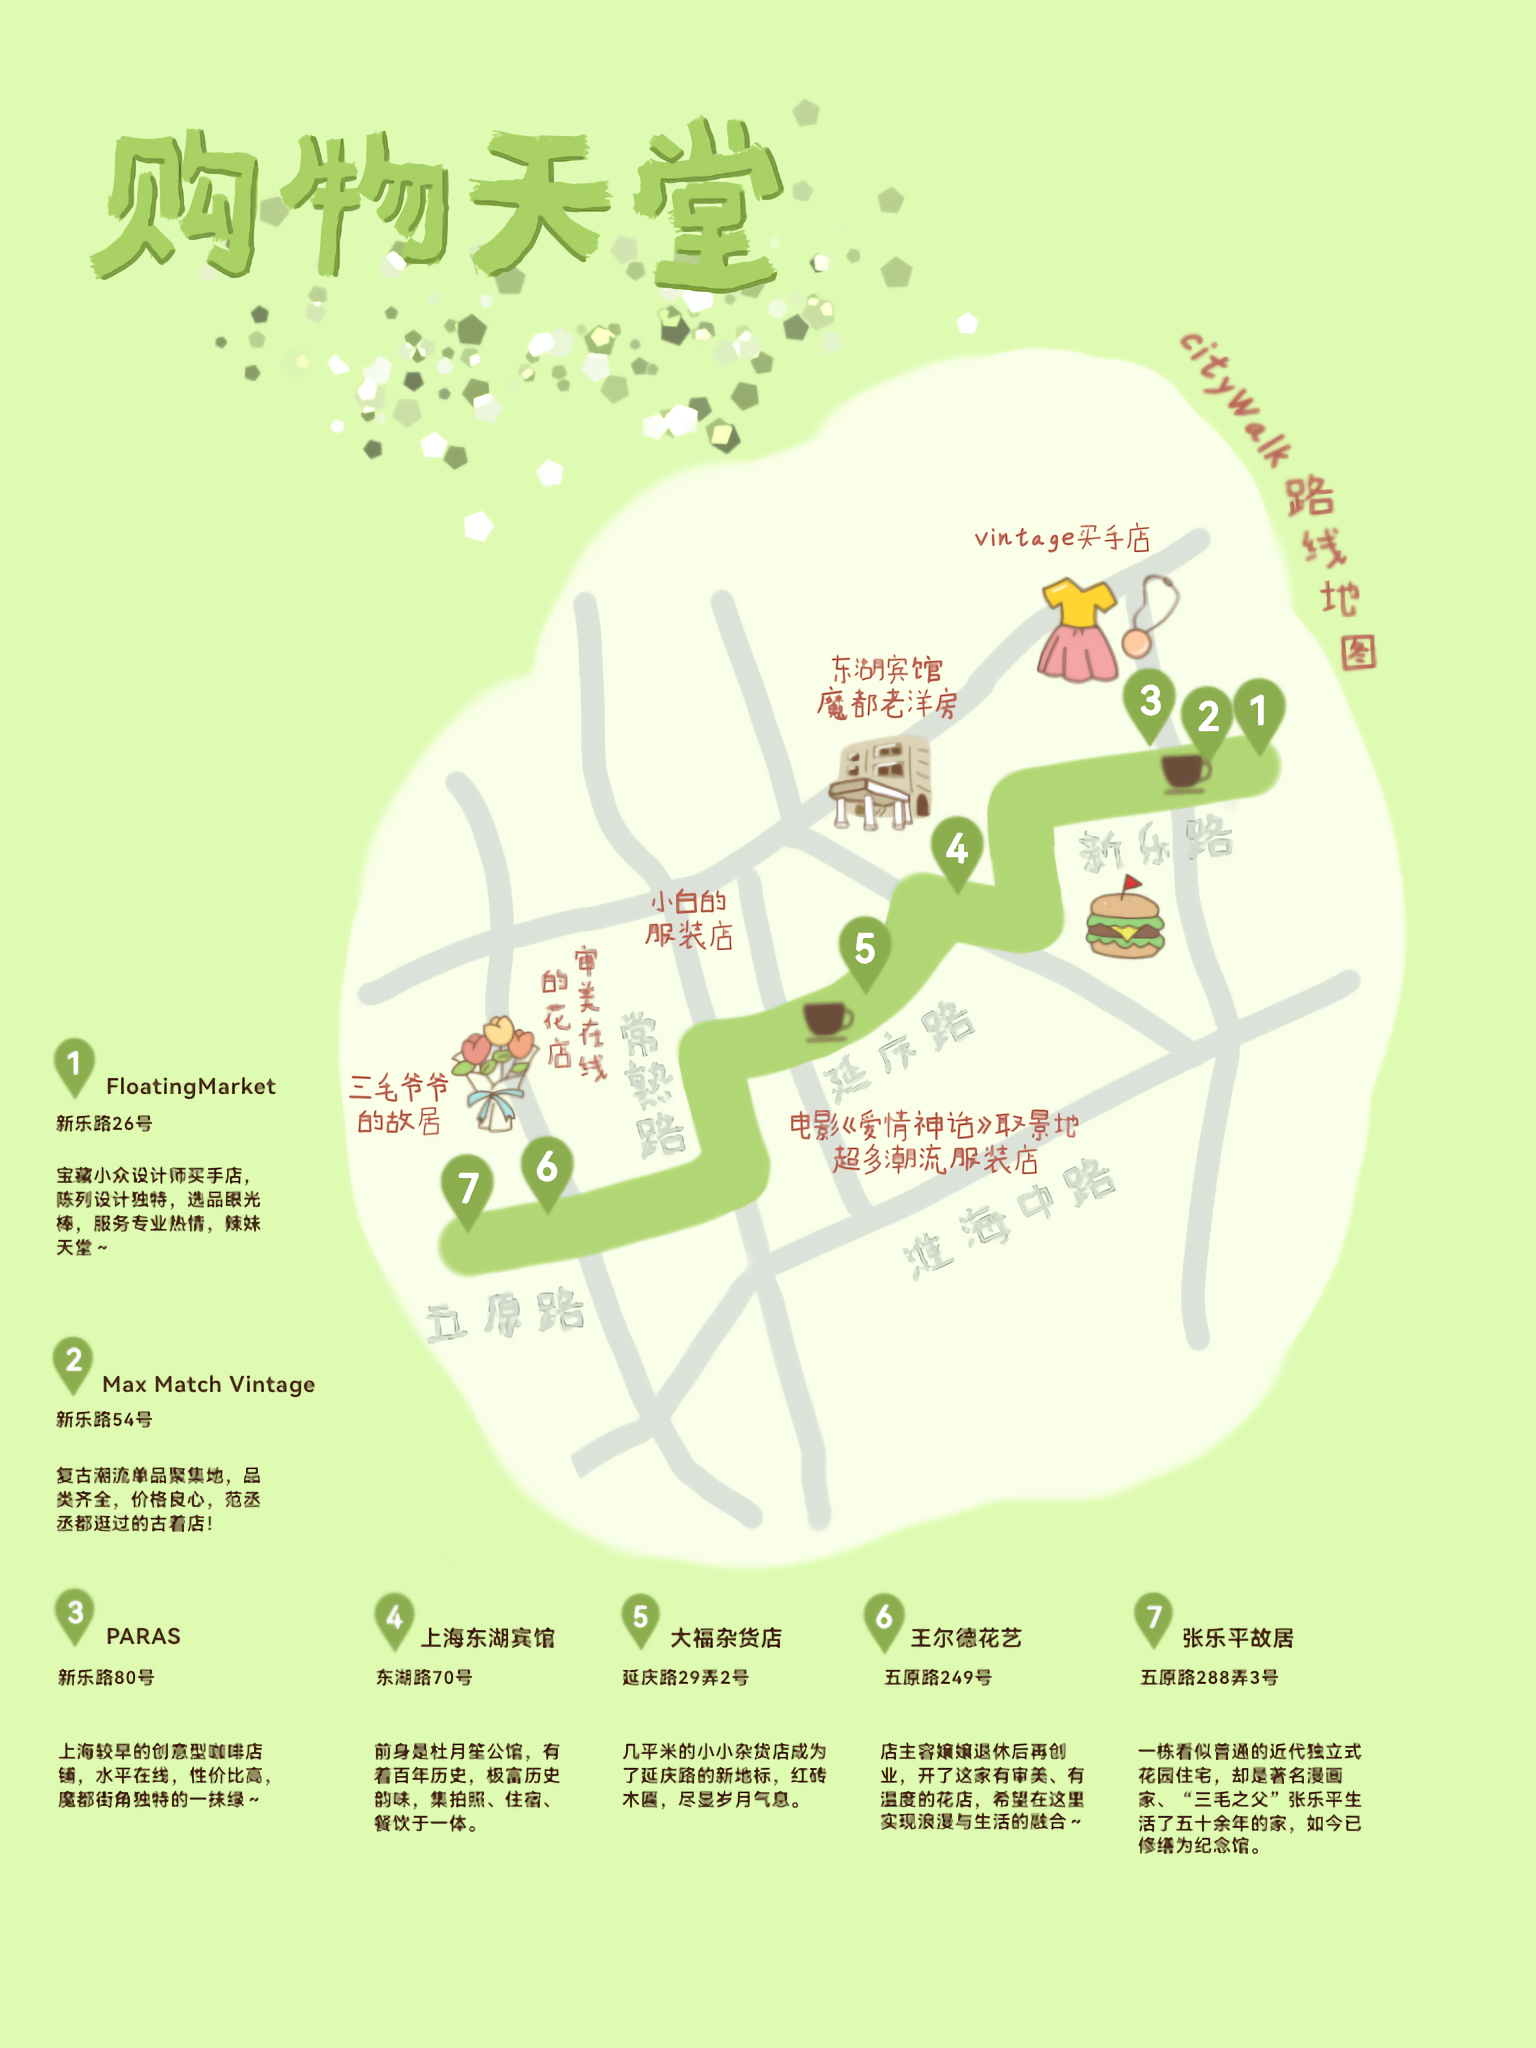 购物天堂
cityWalk路线地图
vintage买手店
东湖宾馆
魔都老洋房
3
2
1
4
新乐路
小白的
服装店
5
审美在线
的花店
常熟路
延庆路
三毛爷爷
的故居
电影《爱情神话》取景地
超多潮流服装店
6
7
淮海中路
五原路
1
FloatingMarket
新乐路26号
宝藏小众设计师买手店，
陈列设计独特，选品眼光
棒，服务专业热情，辣妹
天堂～
2
Max Match Vintage
新乐路54号
复古潮流单品聚集地，品
类齐全，价格良心，范丞
丞都逛过的古着店！
3
PARAS
新乐路80号
上海较早的创意型咖啡店
铺，水平在线，性价比高，
魔都街角独特的一抹绿～
4
上海东湖宾馆
东湖路70号
前身是杜月笙公馆，有
着百年历史，极富历史
韵味，集拍照、住宿、
餐饮于一体。
5
大福杂货店
延庆路29弄2号
几平米的小小杂货店成为
了延庆路的新地标，红砖
木匾，尽显岁月气息。
6
王尔德花艺
五原路249号
店主容嬢嬢退休后再创
业，开了这家有审美、有
温度的花店，希望在这里
实现浪漫与生活的融合～
7
张乐平故居
五原路288弄3号
一栋看似普通的近代独立式
花园住宅，却是著名漫画
家、“三毛之父”张乐平生
活了五十余年的家，如今已
修缮为纪念馆。